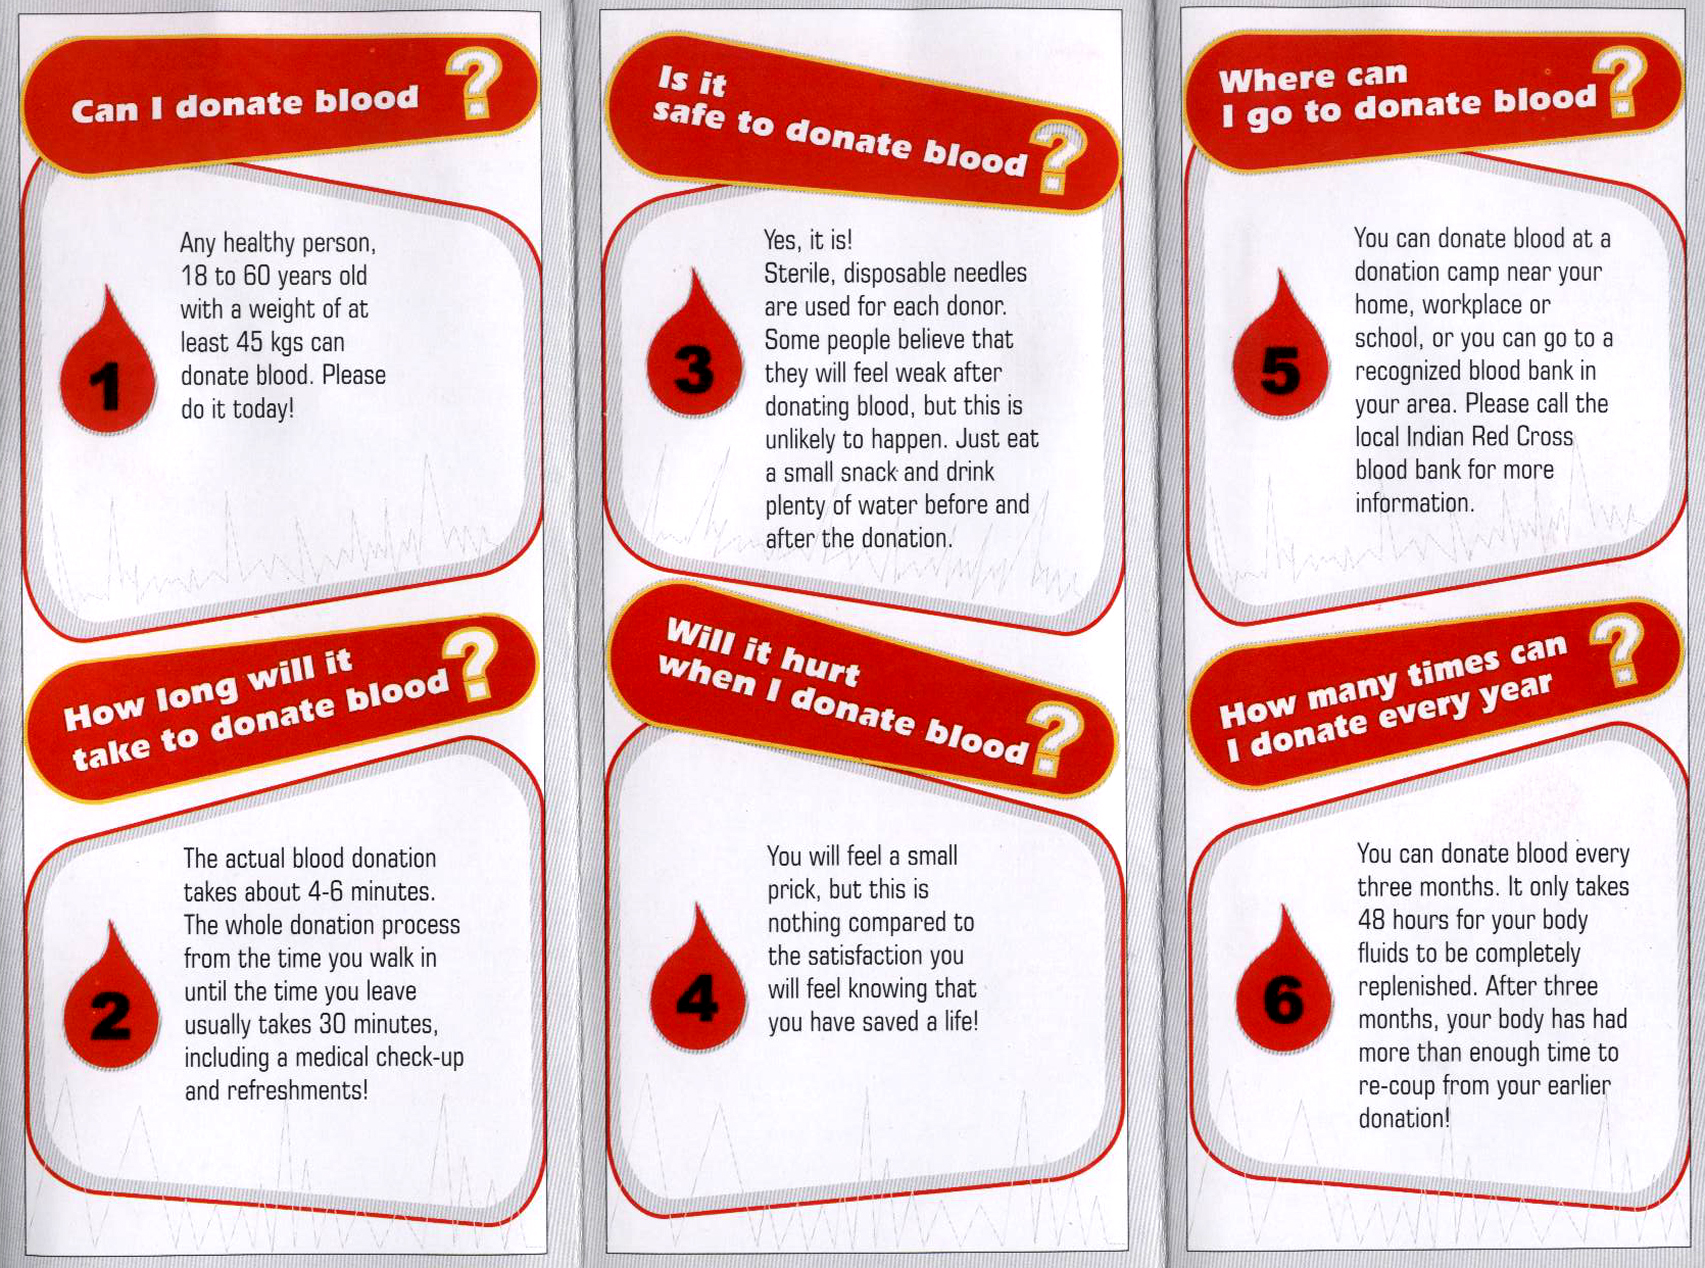 Can I donate blood?
1
Any healthy person,
18 to 60 years old
with a weight of at
least 45 kgs can
donate blood. Please
do it today!
How long will it
take to donate blood?
2
The actual blood donation
takes about 4-6 minutes.
The whole donation process
from the time you walk in
until the time you leave
usually takes 30 minutes,
including a medical check-up
and refreshments!
Is it
safe to donate blood?
3
Yes, it is!
Sterile, disposable needles
are used for each donor.
Some people believe that
they will feel weak after
donating blood, but this is
unlikely to happen. Just eat
a small snack and drink
plenty of water before and
after the donation.
Will it hurt
when I donate blood?
4
You will feel a small
prick, but this is
nothing compared to
the satisfaction you
will feel knowing that
you have saved a life!
Where can
I go to donate blood?
5
You can donate blood at a
donation camp near your
home, workplace or
school, or you can go to a
recognized blood bank in
your area. Please call the
local Indian Red Cross
blood bank for more
information.
How many times can
I donate every year?
6
You can donate blood every
three months. It only takes
48 hours for your body
fluids to be completely
replenished. After three
months, your body has had
more than enough time to
re-coup from your earlier
donation!